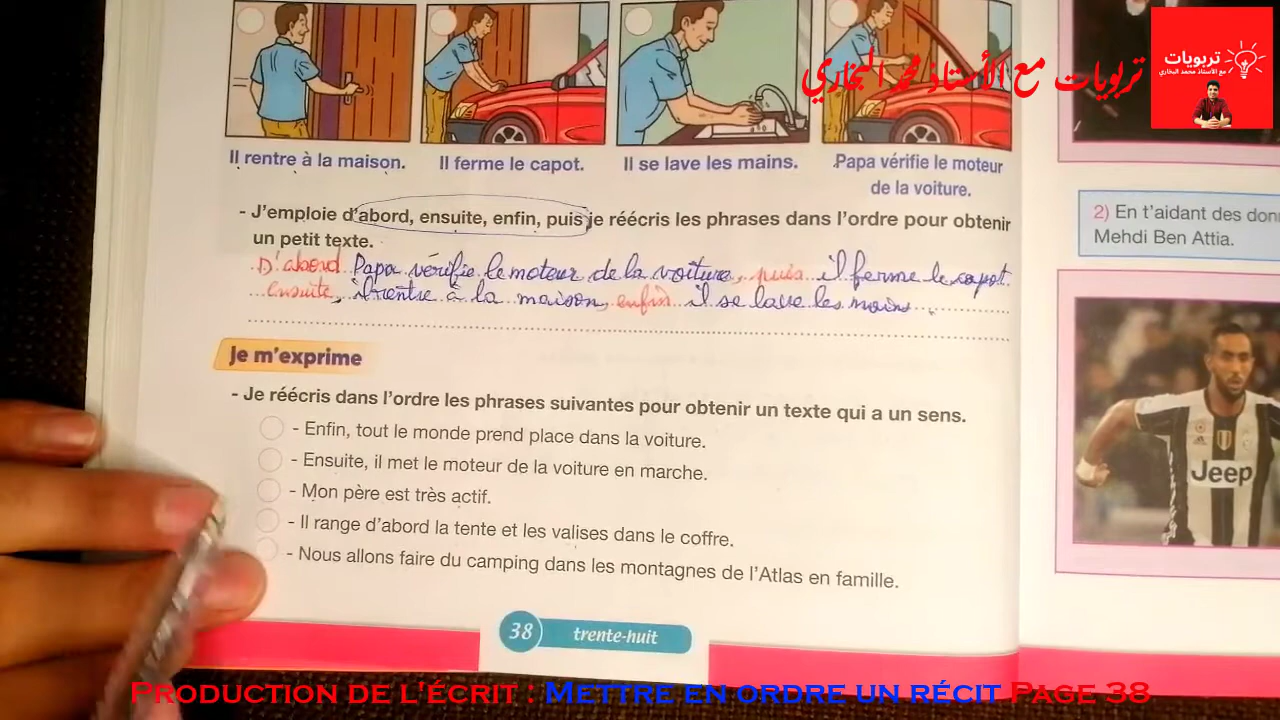 تربويات
مع الأستاذ محمد البخاري
تربويات مع الأستاذ محمد البخاري
Il rentre à la maison.
Il ferme le capot.
Il se lave les mains.
Papa vérifie le moteur
de la voiture.
- J'emploie d'abord, ensuite, enfin, puis je réécris les phrases dans l'ordre pour obtenir
un petit texte.
D'abord Papa vérifie le moteur de la voiture, puis il ferme le capot.
ensuite, il rentre à la maison, enfin il se lave les mains.
Je m'exprime
- Je réécris dans l'ordre les phrases suivantes pour obtenir un texte qui a un sens.
- Enfin, tout le monde prend place dans la voiture.
- Ensuite, il met le moteur de la voiture en marche.
- Mon père est très actif.
- Il range d'abord la tente et les valises dans le coffre.
- Nous allons faire du camping dans les montagnes de l'Atlas en famille.
38 trente-huit
2) En t'aidant des
Mehdi Ben Attia.
Jeep
Production de l'écrit : Mettre en ordre un récit Page 38